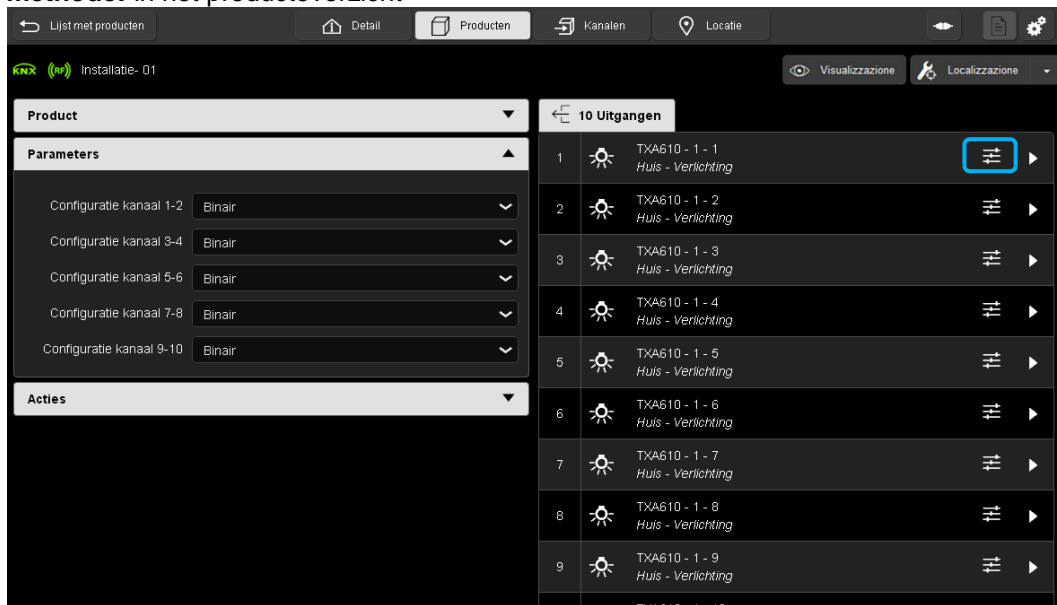 Lijst met producten
Detail
Producten
Kanalen
Locatie
KNX (RF) Installatie- 01
Visualizzazione
Localizzazione
Product
Parameters
Configuratie kanaal 1-2 Binair
Configuratie kanaal 3-4 Binair
Configuratie kanaal 5-6 Binair
Configuratie kanaal 7-8 Binair
Configuratie kanaal 9-10 Binair
Acties
10 Uitgangen
1 TXA610 - 1 - 1
Huis - Verlichting
2 TXA610 - 1 - 2
Huis - Verlichting
3 TXA610 - 1 - 3
Huis - Verlichting
4 TXA610 - 1 - 4
Huis - Verlichting
5 TXA610 - 1 - 5
Huis - Verlichting
6 TXA610 - 1 - 6
Huis - Verlichting
7 TXA610 - 1 - 7
Huis - Verlichting
8 TXA610 - 1 - 8
Huis - Verlichting
9 TXA610 - 1 - 9
Huis - Verlichting